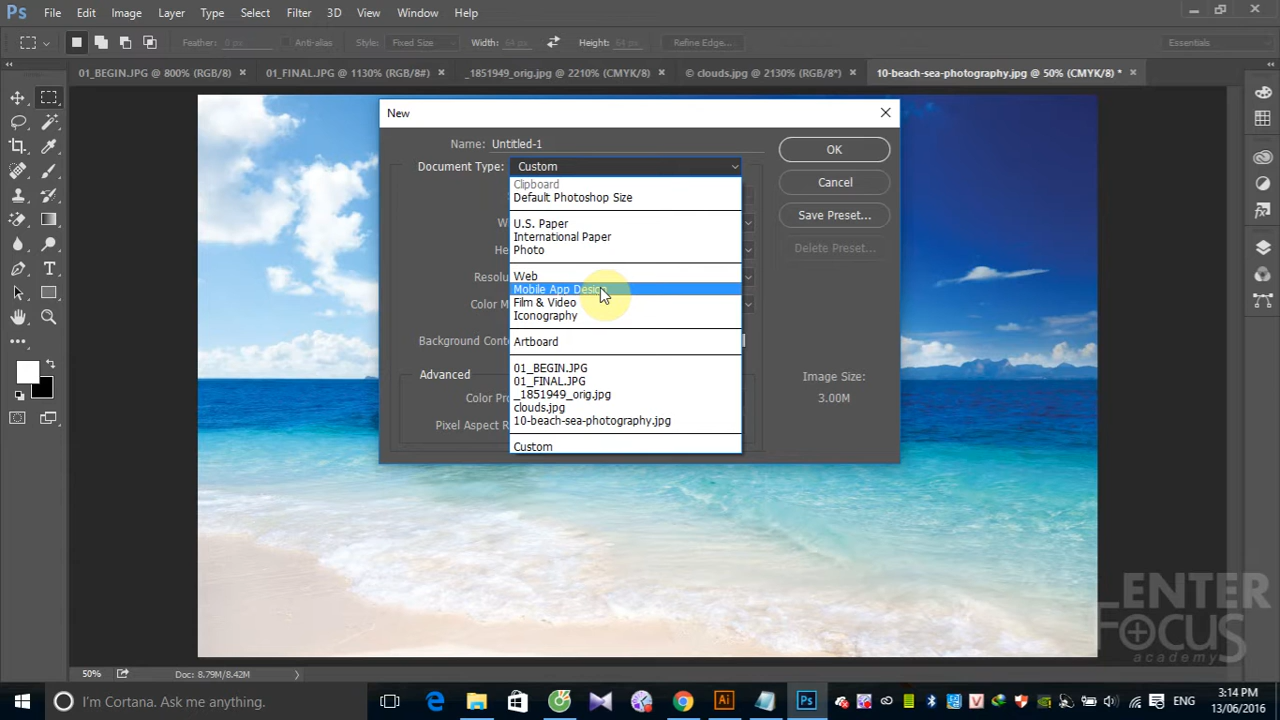 Ps File Edit Image Layer Type Select Filter 3D View Window Help
Feather: 0 px Anti-alias Style: Fixed Size Width: 64 px Height: 64 px Refine Edge... Essentials
01_BEGIN.JPG @ 800% (RGB/8) × 01_FINAL.JPG @ 1130% (RGB/8#) × _1851949_orig.jpg @ 2210% (CMYK/8) × © clouds.jpg @ 2130% (RGB/8*) × 10-beach-sea-photography.jpg @ 50% (CMYK/8) * ×
New
Name: Untitled-1
OK
Document Type: Custom
Cancel
Clipboard
Default Photoshop Size
Save Preset...
U.S. Paper
International Paper
Photo
Delete Preset...
Web
Mobile App Design
Film & Video
Iconography
Artboard
Background Conte
Advanced
01_BEGIN.JPG
01_FINAL.JPG
_1851949_orig.jpg
clouds.jpg
10-beach-sea-photography.jpg
Custom
W
He
Resolu
Color M
Color Pro
Pixel Aspect R
Image Size:
3.00M
ENTER
FOCUS
academy
50% Doc: 8.79M/8.42M
I'm Cortana. Ask me anything.
Ai Ps
ENG
3:14 PM
13/06/2016